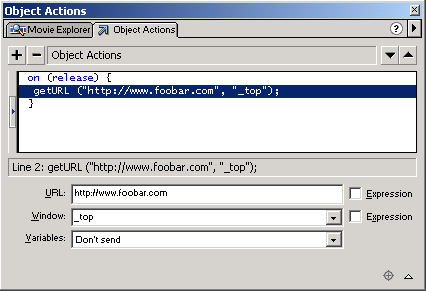 Object Actions
Movie Explorer Object Actions ?
+ − Object Actions
on (release) {
getURL ("http://www.foobar.com", "_top");
}
Line 2: getURL ("http://www.foobar.com", "_top");
URL: http://www.foobar.com Expression
Window: _top Expression
Variables: Don't send